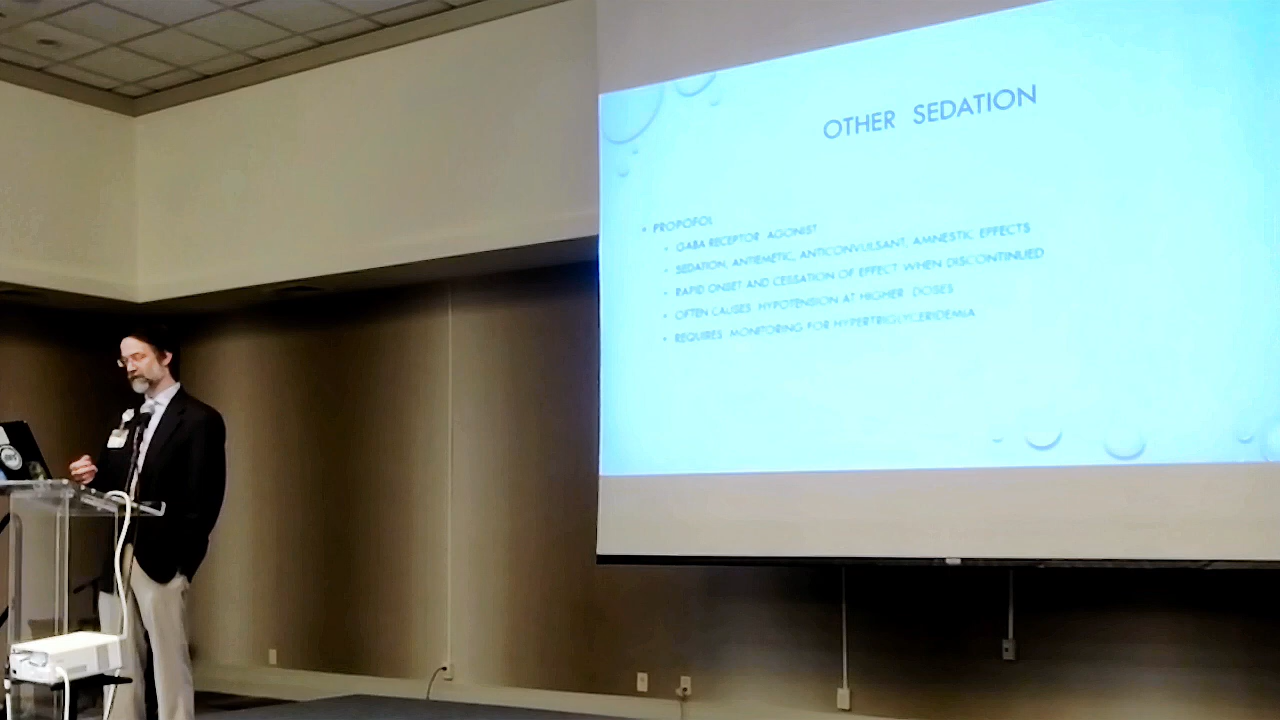 OTHER SEDATION
• PROPOFOL
• GABA RECEPTOR AGONIST
• SEDATION, ANTIEMETIC, ANTICONVULSANT, AMNESTIC EFFECTS
• RAPID ONSET AND CESSATION OF EFFECT WHEN DISCONTINUED
• OFTEN CAUSES HYPOTENSION AT HIGHER DOSES
• REQUIRES MONITORING FOR HYPERTRIGLYCERIDEMIA